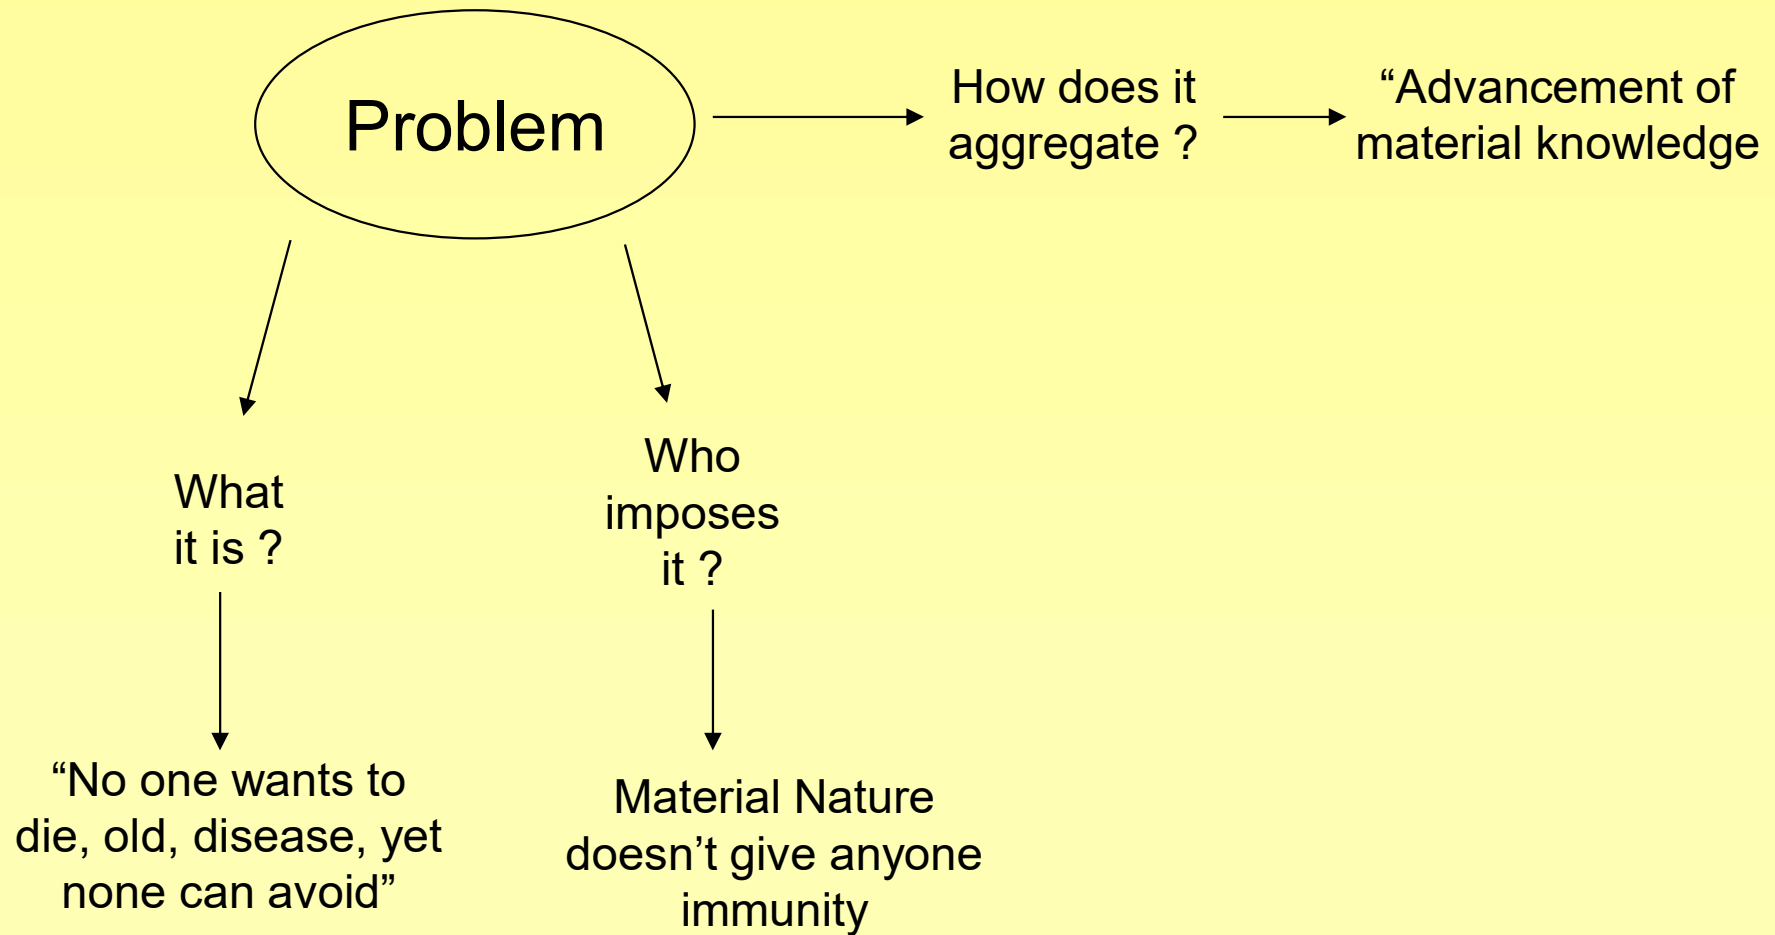 Problem
How does it
aggregate ?
“Advancement of
material knowledge
What
it is ?
Who
imposes
it ?
“No one wants to
die, old, disease, yet
none can avoid”
Material Nature
doesn’t give anyone
immunity